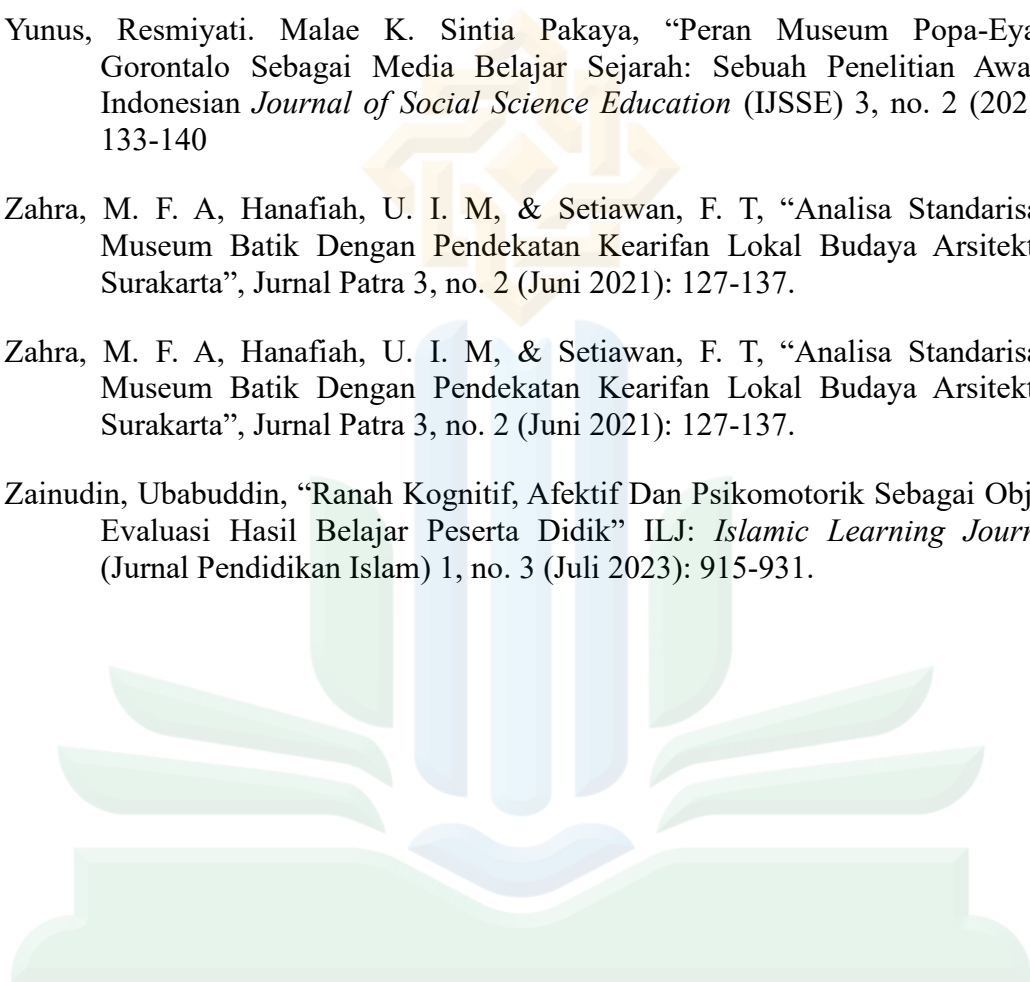 Yunus, Resmiyati. Malae K. Sintia Pakaya, “Peran Museum Popa-Eya
Gorontalo Sebagai Media Belajar Sejarah: Sebuah Penelitian Awa
Indonesian Journal of Social Science Education (IJSSE) 3, no. 2 (202
133-140
Zahra, M. F. A, Hanafiah, U. I. M, & Setiawan, F. T, “Analisa Standarisa
Museum Batik Dengan Pendekatan Kearifan Lokal Budaya Arsitekt
Surakarta”, Jurnal Patra 3, no. 2 (Juni 2021): 127-137.
Zahra, M. F. A, Hanafiah, U. I. M, & Setiawan, F. T, “Analisa Standarisa
Museum Batik Dengan Pendekatan Kearifan Lokal Budaya Arsitekt
Surakarta”, Jurnal Patra 3, no. 2 (Juni 2021): 127-137.
Zainudin, Ubabuddin, “Ranah Kognitif, Afektif Dan Psikomotorik Sebagai Obj
Evaluasi Hasil Belajar Peserta Didik” ILJ: Islamic Learning Journ
(Jurnal Pendidikan Islam) 1, no. 3 (Juli 2023): 915-931.